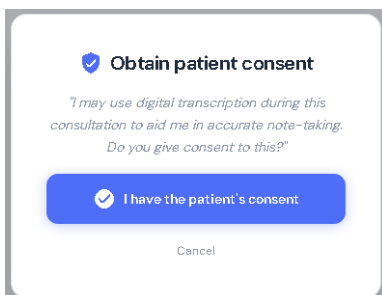 Obtain patient consent
"I may use digital transcription during this
consultation to aid me in accurate note-taking.
Do you give consent to this?"
I have the patient's consent
Cancel